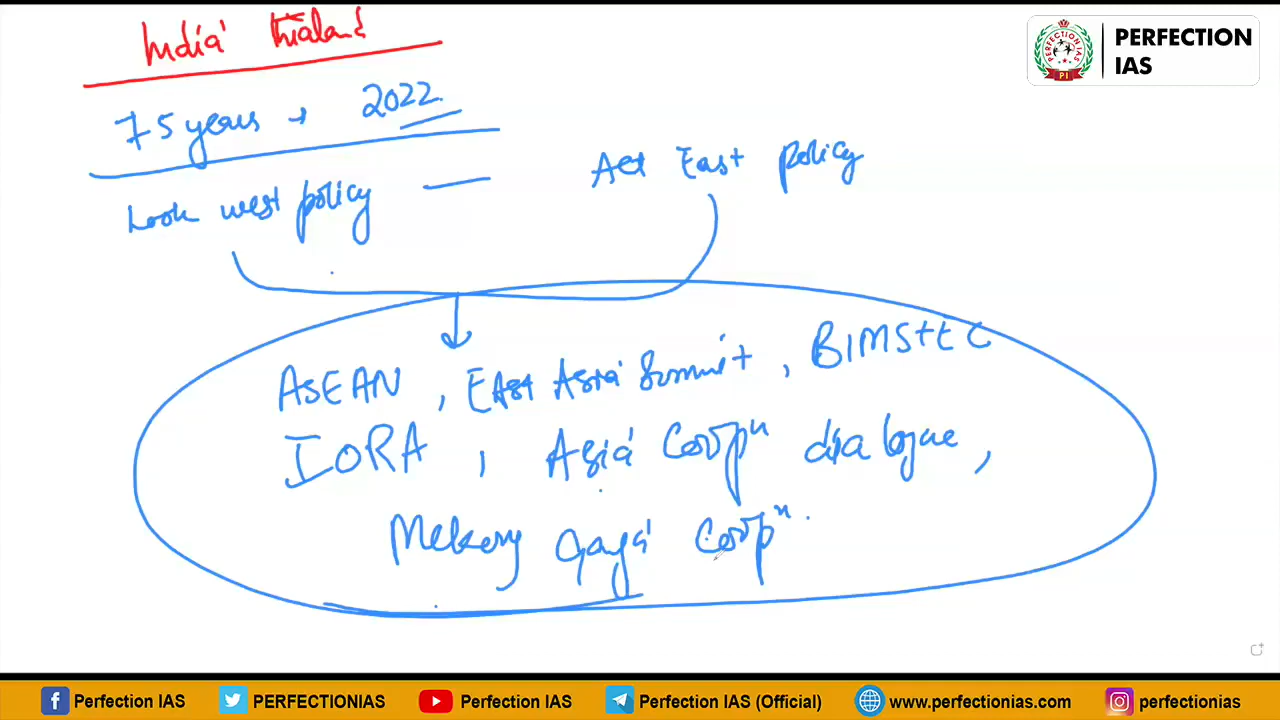 India Thialand
PERFECTION
IAS
75 years, 2022
Look west policy — Act East policy
ASEAN, East Asia Summit, BIMSTEC
IORA, Asia Coopn dialogue,
Mekong Ganga Coopn.
Perfection IAS
PERFECTIONIAS
Perfection IAS
Perfection IAS (Official)
www.perfectionias.com
perfectionias